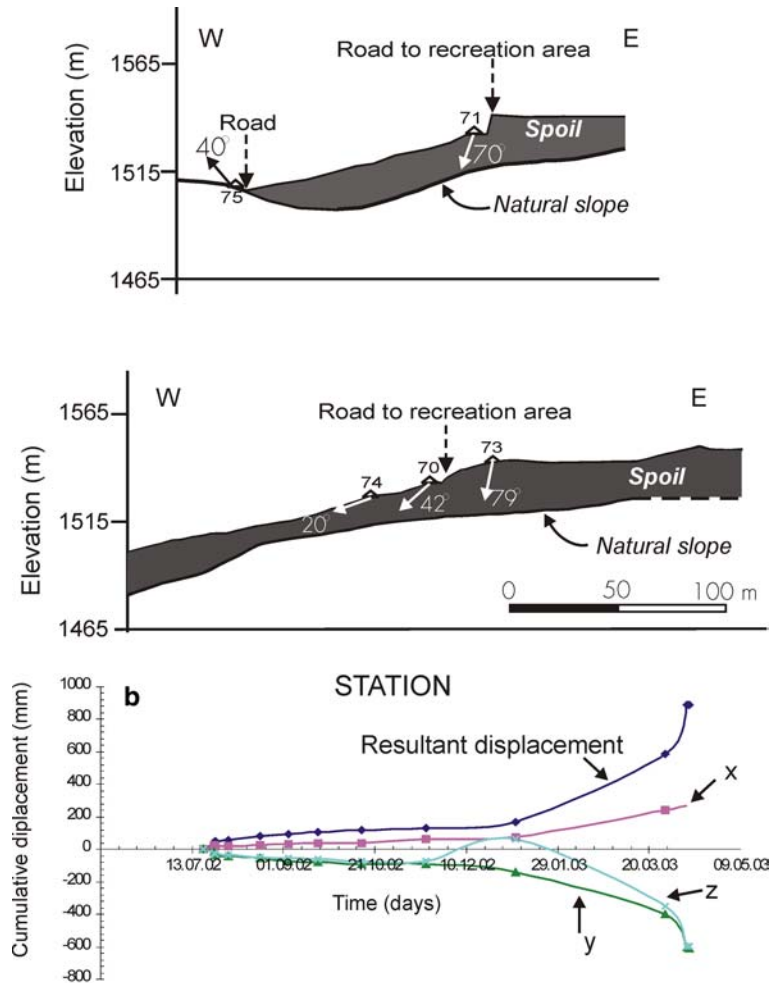 W
Road to recreation area
E
1565
71
Road
Spoil
40°
70°
1515
75
Natural slope
1465
Elevation (m)
1565
W
Road to recreation area
E
73
70
74
Spoil
20°
42°
79°
1515
Natural slope
0 50 100 m
1465
Elevation (m)
1000
b
STATION
800
Resultant displacement
600
400
x
200
0
13.07.02 01.09.02 21.10.02 10.12.02 29.01.03 20.03.03 09.05.03
-200
Time (days)
z
-400
y
-600
-800
Cumulative diplacement (mm)